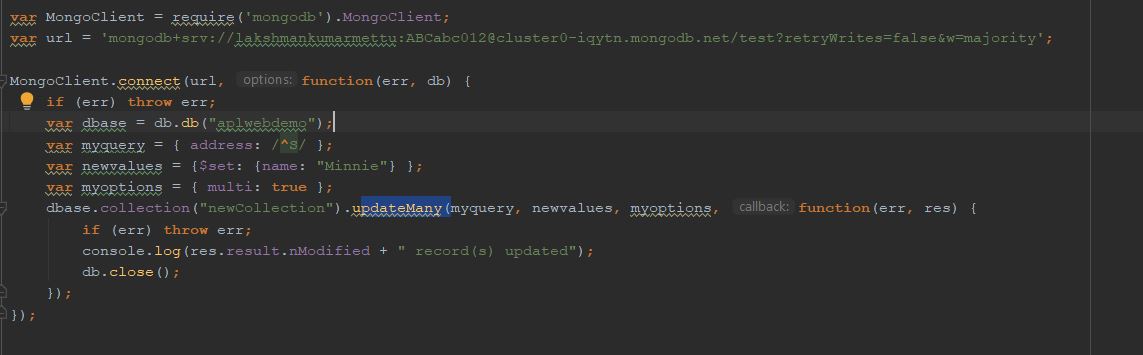 var MongoClient = require('mongodb').MongoClient;
var url = 'mongodb+srv://lakshmankumarmettu:ABCabc012@cluster0-iqytn.mongodb.net/test?retryWrites=false&w=majority';
MongoClient.connect(url, options: function(err, db) {
if (err) throw err;
var dbase = db.db("aplwebdemo");
var myquery = { address: /^S/ };
var newvalues = {$set: {name: "Minnie"} };
var myoptions = { multi: true };
dbase.collection("newCollection").updateMany(myquery, newvalues, myoptions, callback: function(err, res) {
if (err) throw err;
console.log(res.result.nModified + " record(s) updated");
db.close();
});
});